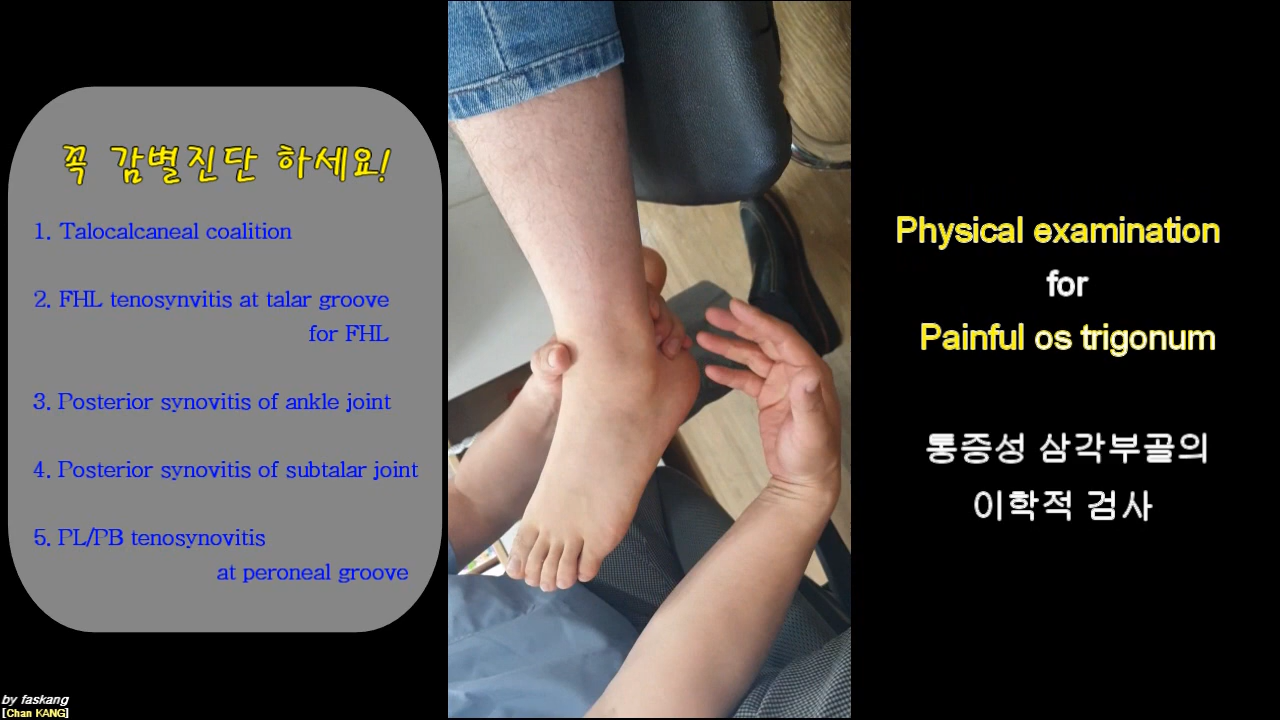 꼭 감별진단 하세요!
1. Talocalcaneal coalition
2. FHL tenosynvitis at talar groove
for FHL
3. Posterior synovitis of ankle joint
4. Posterior synovitis of subtalar joint
5. PL/PB tenosynovitis
at peroneal groove
by faskang
[Chan KANG]
Physical examination
for
Painful os trigonum
통증성 삼각부골의
이학적 검사